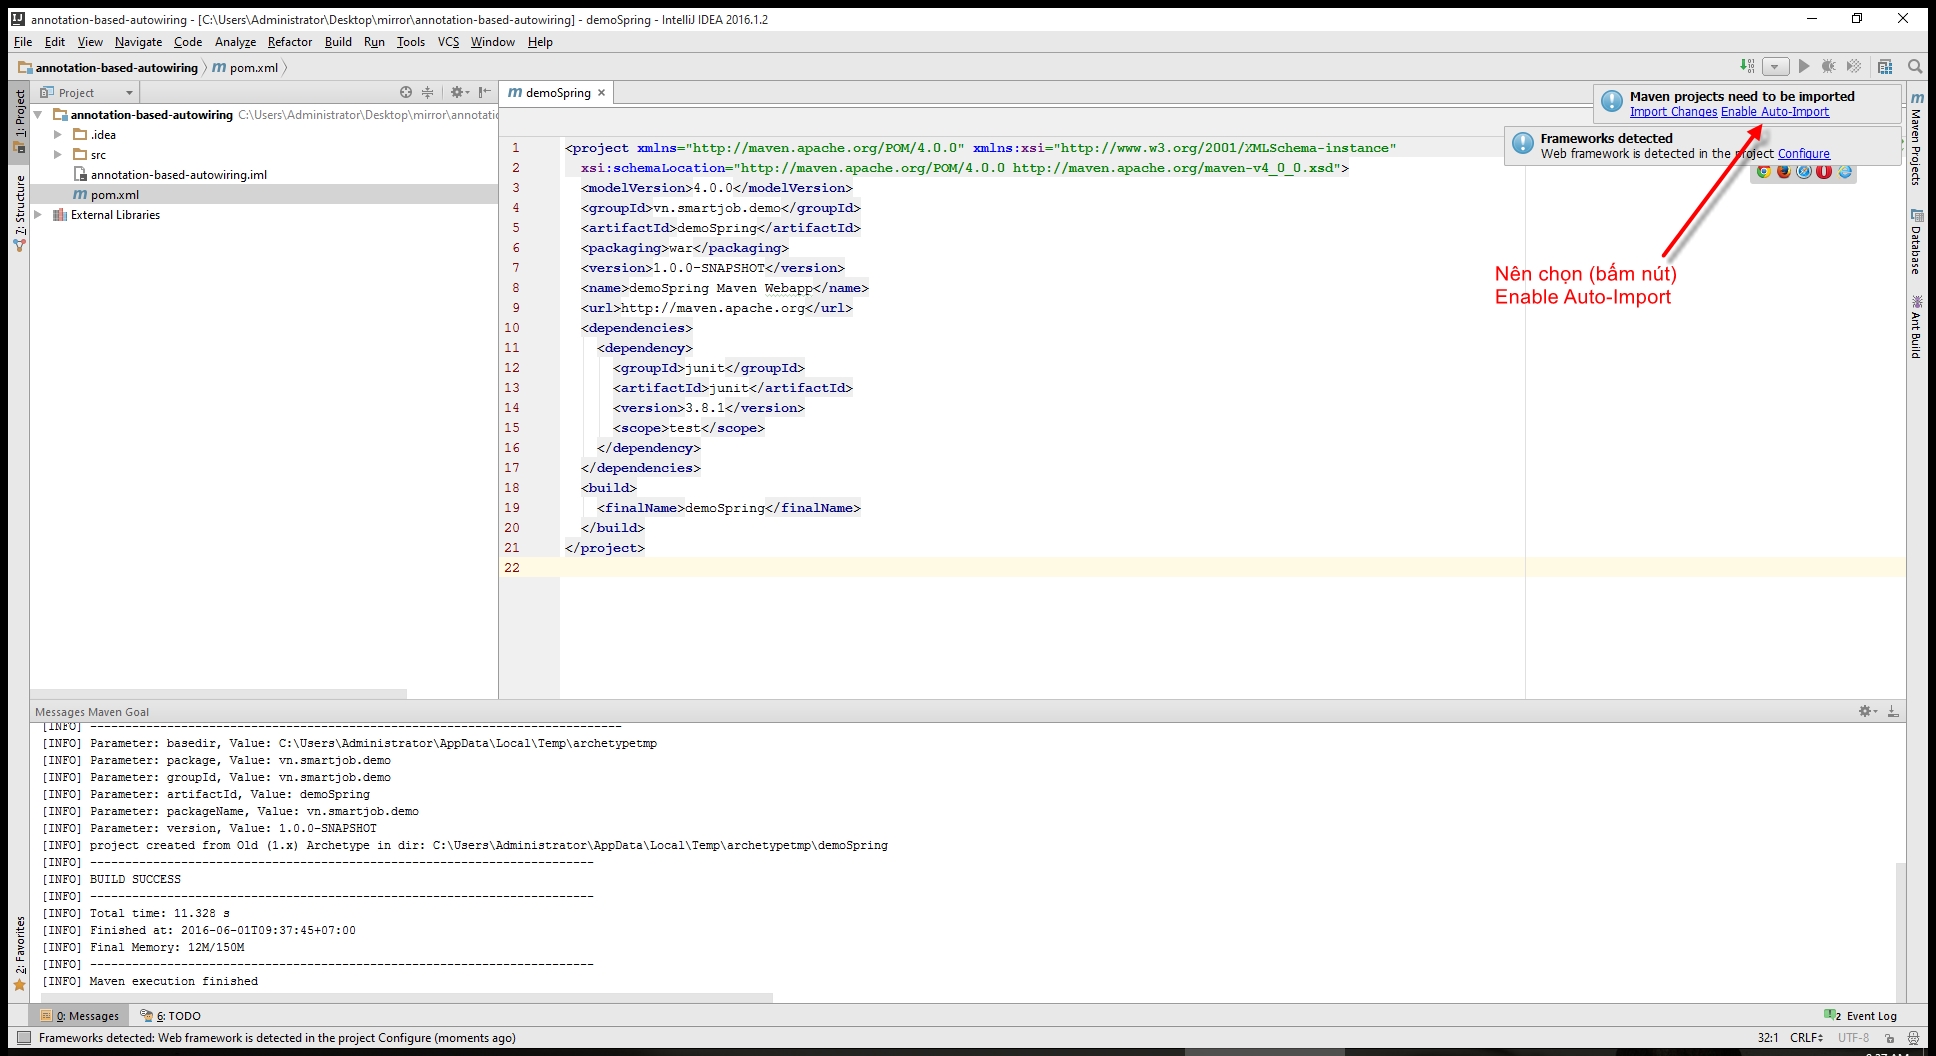 annotation-based-autowiring - [C:\Users\Administrator\Desktop\mirror\annotation-based-autowiring] - demoSpring - IntelliJ IDEA 2016.1.2
File Edit View Navigate Code Analyze Refactor Build Run Tools VCS Window Help
annotation-based-autowiring pom.xml
Project
demoSpring
1: Project
7: Structure
2: Favorites
annotation-based-autowiring C:\Users\Administrator\Desktop\mirror\annotatic
.idea
src
annotation-based-autowiring.iml
pom.xml
External Libraries
Maven projects need to be imported
Import Changes Enable Auto-Import
Frameworks detected
Web framework is detected in the project Configure
Nên chọn (bấm nút)
Enable Auto-Import
Maven Projects
Database
Ant Build
1 <project xmlns="http://maven.apache.org/POM/4.0.0" xmlns:xsi="http://www.w3.org/2001/XMLSchema-instance"
2 xsi:schemaLocation="http://maven.apache.org/POM/4.0.0 http://maven.apache.org/maven-v4_0_0.xsd">
3 <modelVersion>4.0.0</modelVersion>
4 <groupId>vn.smartjob.demo</groupId>
5 <artifactId>demoSpring</artifactId>
6 <packaging>war</packaging>
7 <version>1.0.0-SNAPSHOT</version>
8 <name>demoSpring Maven Webapp</name>
9 <url>http://maven.apache.org</url>
10 <dependencies>
11 <dependency>
12 <groupId>junit</groupId>
13 <artifactId>junit</artifactId>
14 <version>3.8.1</version>
15 <scope>test</scope>
16 </dependency>
17 </dependencies>
18 <build>
19 <finalName>demoSpring</finalName>
20 </build>
21 </project>
22
Messages Maven Goal
[INFO] ----------------------------------------------------------------------------
[INFO] Parameter: basedir, Value: C:\Users\Administrator\AppData\Local\Temp\archetypetmp
[INFO] Parameter: package, Value: vn.smartjob.demo
[INFO] Parameter: groupId, Value: vn.smartjob.demo
[INFO] Parameter: artifactId, Value: demoSpring
[INFO] Parameter: packageName, Value: vn.smartjob.demo
[INFO] Parameter: version, Value: 1.0.0-SNAPSHOT
[INFO] project created from Old (1.x) Archetype in dir: C:\Users\Administrator\AppData\Local\Temp\archetypetmp\demoSpring
[INFO] ------------------------------------------------------------------------
[INFO] BUILD SUCCESS
[INFO] ------------------------------------------------------------------------
[INFO] Total time: 11.328 s
[INFO] Finished at: 2016-06-01T09:37:45+07:00
[INFO] Final Memory: 12M/150M
[INFO] ------------------------------------------------------------------------
[INFO] Maven execution finished
0: Messages 6: TODO 2 Event Log
Frameworks detected: Web framework is detected in the project Configure (moments ago) 32:1 CRLF UTF-8